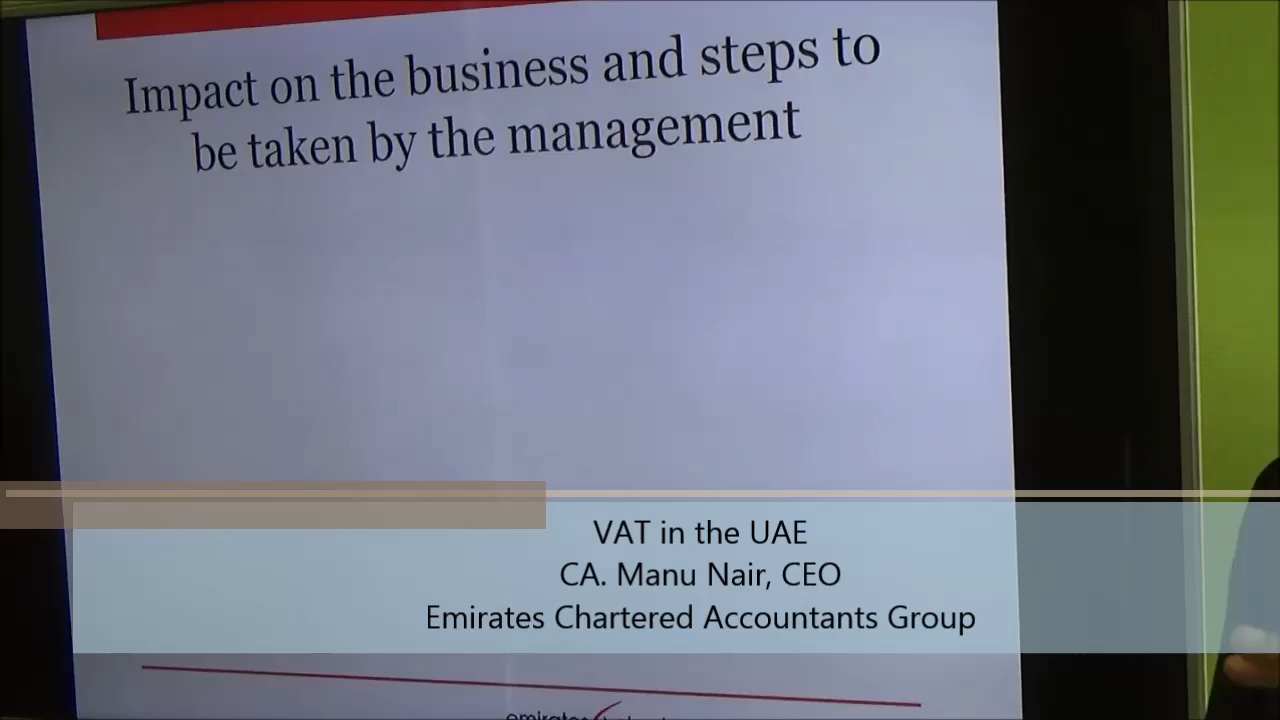 Impact on the business and steps to
be taken by the management
VAT in the UAE
CA. Manu Nair, CEO
Emirates Chartered Accountants Group